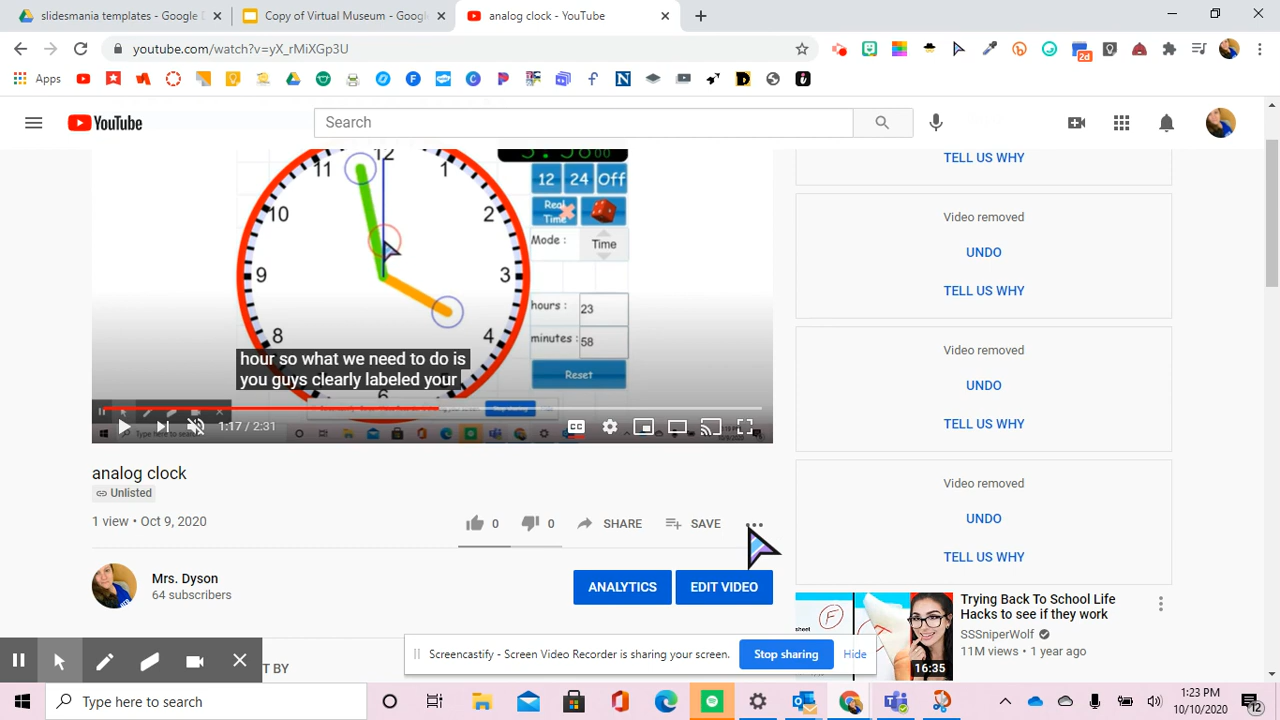 slidesmania templates - Google
Copy of Virtual Museum - Google
analog clock - YouTube
youtube.com/watch?v=yX_rMiXGp3U
2d
Apps
YouTube
Search
12
11 1
10 2
9 3
8 4
12 24 Off
Real
Time
Mode : Time
hours: 23
minutes: 58
Reset
hour so what we need to do is
you guys clearly labeled your
1:17 / 2:31
analog clock
Unlisted
1 view • Oct 9, 2020
0 0 SHARE SAVE
Mrs. Dyson
64 subscribers
ANALYTICS EDIT VIDEO
TELL US WHY
Video removed
UNDO
TELL US WHY
Video removed
UNDO
TELL US WHY
Video removed
UNDO
TELL US WHY
Trying Back To School Life
Hacks to see if they work
SSSniperWolf
11M views • 1 year ago
16:35
T BY
Screencastify - Screen Video Recorder is sharing your screen. Stop sharing Hide
Type here to search
1:23 PM
10/10/2020
12